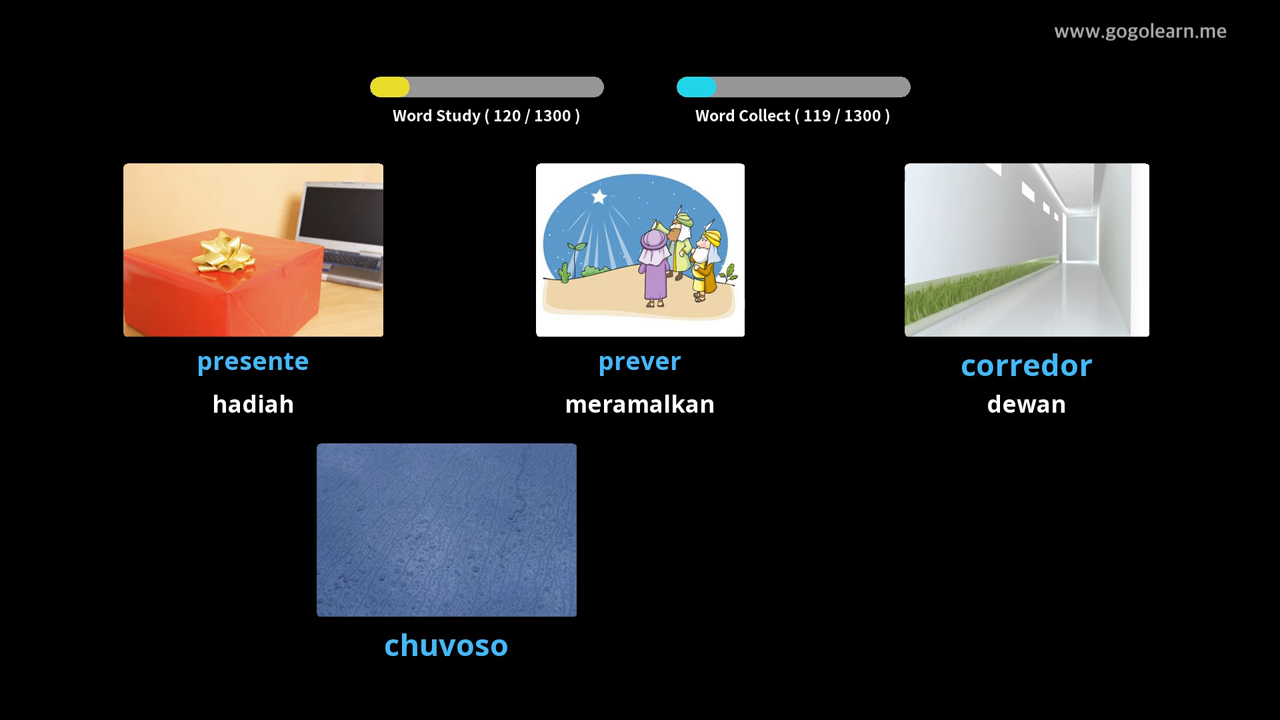 www.gogolearn.me
Word Study ( 120 / 1300 )
Word Collect ( 119 / 1300 )
presente
hadiah
prever
meramalkan
corredor
dewan
chuvoso